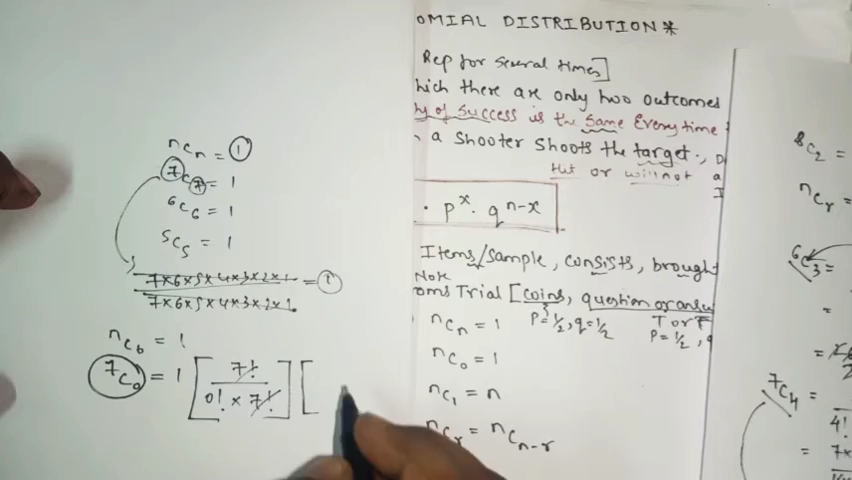 nCn = 1
7C7 = 1
6C6 = 1
5C5 = 1
7×6×5×4×3×2×1
7×6×5×4×3×2×1 = 1
nC0 = 1
7C0 = 1 [ 7! / 0! × 7! ] [
OMIAL DISTRIBUTION *
Rep for several times]
hich there are only two outcomes
y of success is the same Everytime
a shooter shoots the target.,
Hit or will not
. p^x . q^n-x
Items/sample, consists, brought
Note
oms Trial [coins, question or answ
P=1/2, q=1/2
T or F
P=1/2, q
nCn = 1
nC0 = 1
nC1 = n
nCr = nCn-r
8C2 =
nCr =
6C3 =
=
=
7C4 =
4!
= 7×